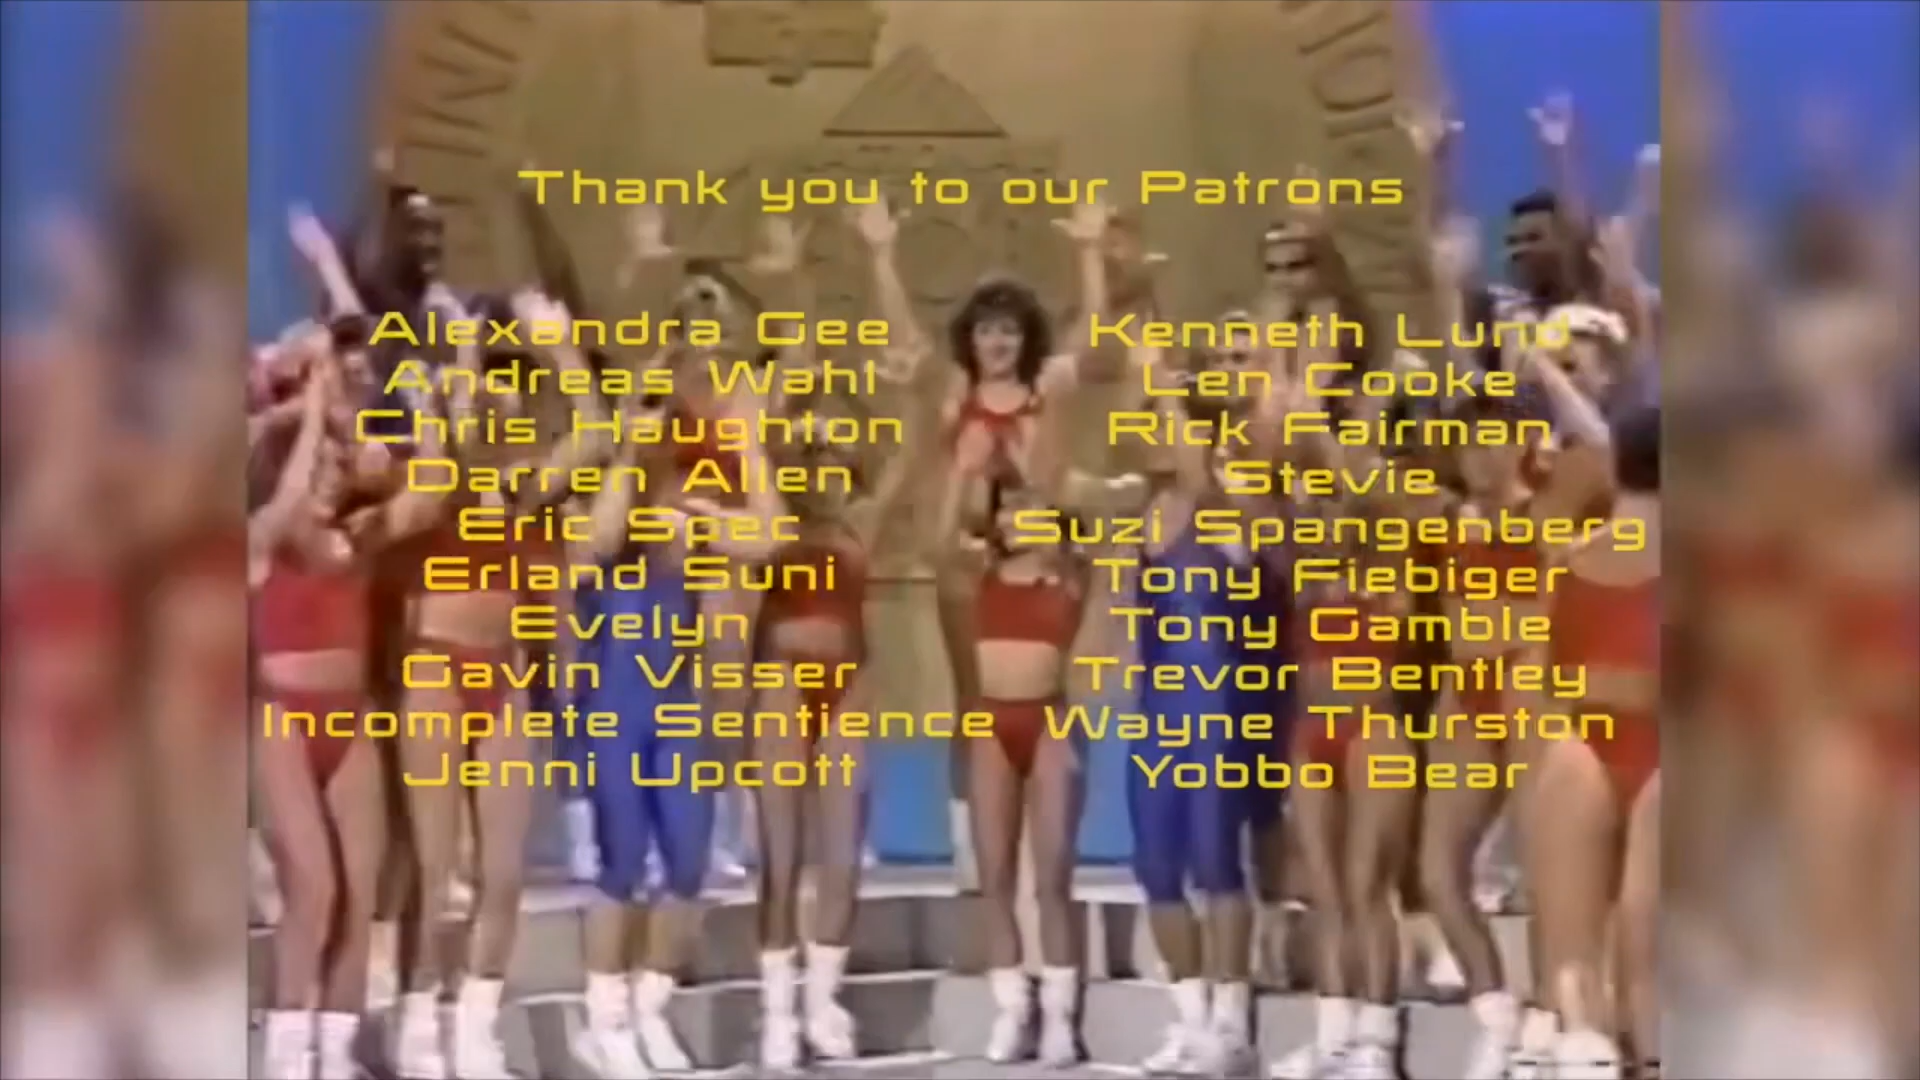 Thank you to our Patrons
Alexandra Gee
Andreas Wahl
Chris Haughton
Darren Allen
Eric Spec
Erland Suni
Evelyn
Gavin Visser
Incomplete Sentience
Jenni Upcott
Kenneth Lund
Len Cooke
Rick Fairman
Stevie
Suzi Spangenberg
Tony Fiebiger
Tony Gamble
Trevor Bentley
Wayne Thurston
Yobbo Bear